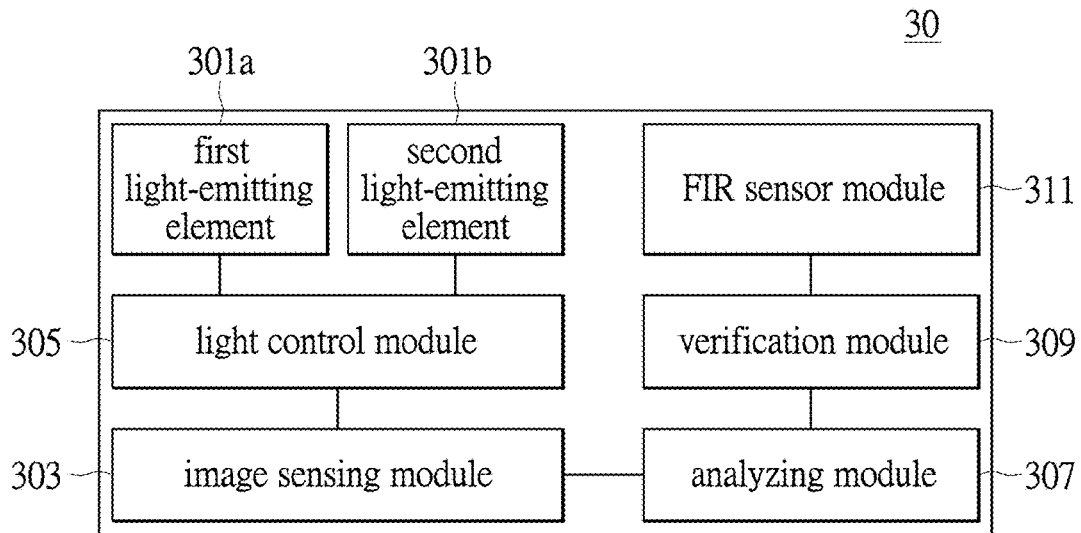 30
301a
301b
first
light-emitting
element
second
light-emitting
element
FIR sensor module
311
305
light control module
verification module
309
303
image sensing module
analyzing module
307